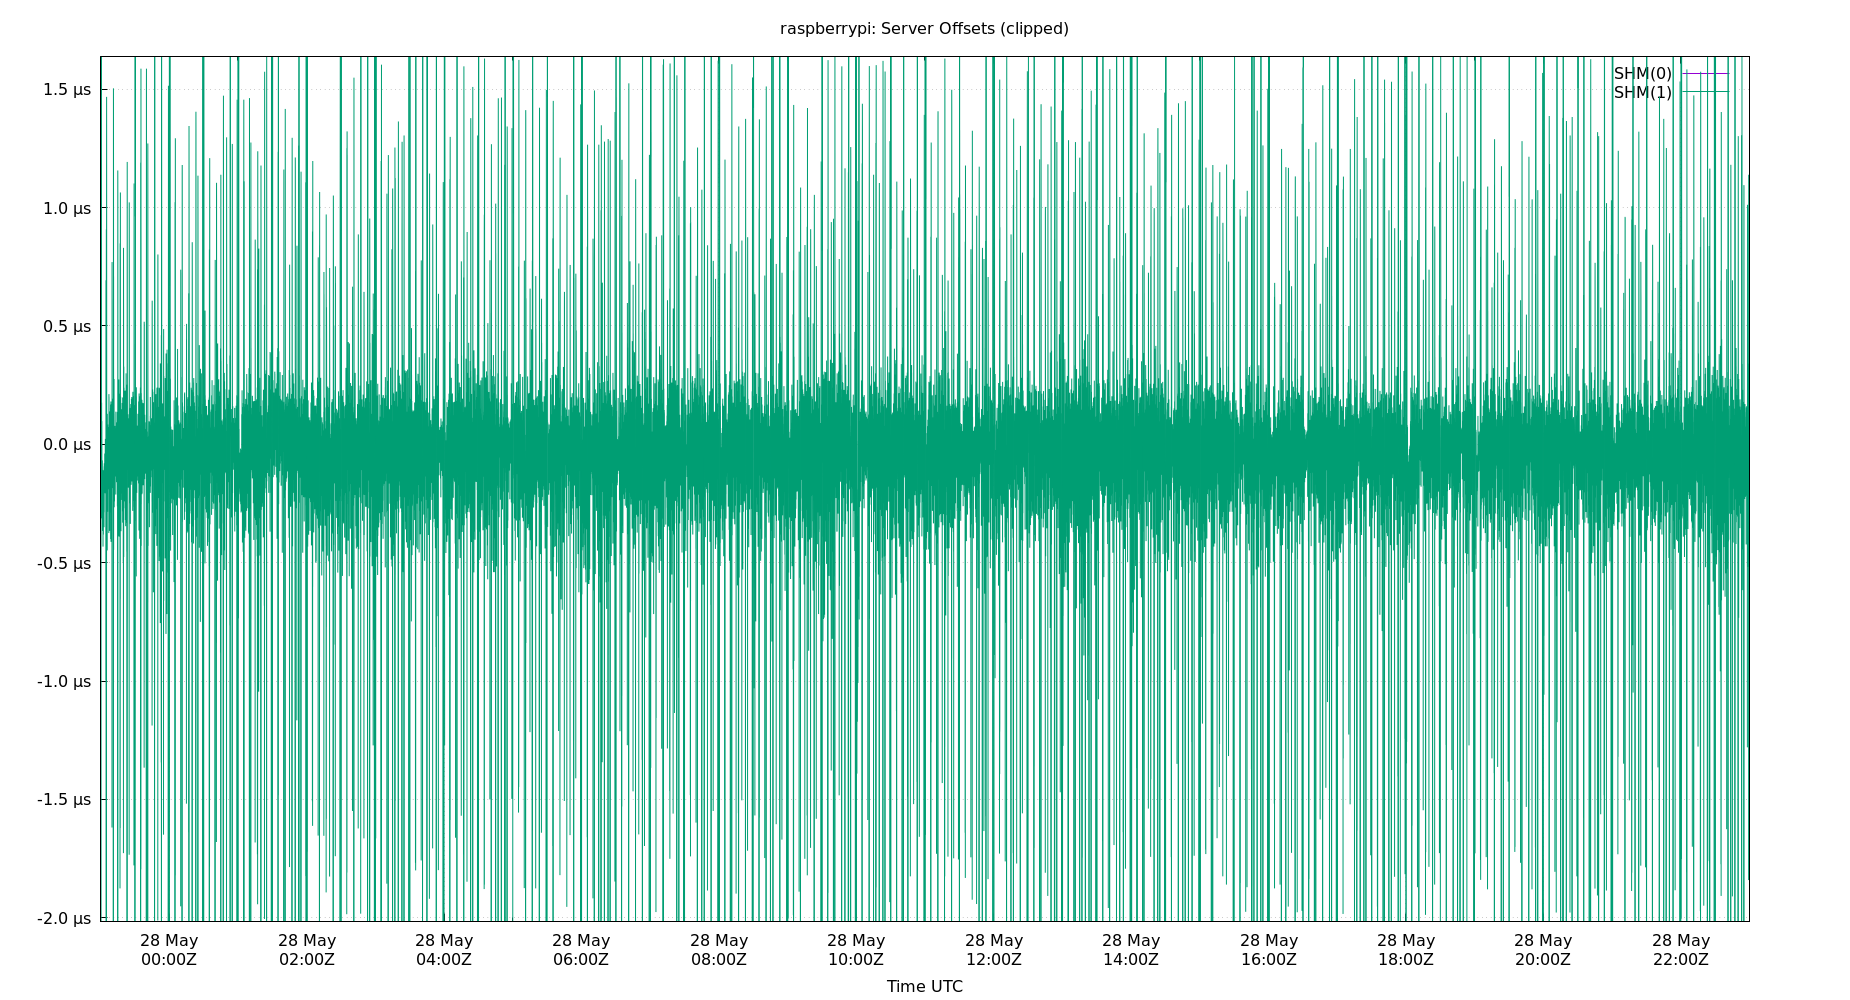 raspberrypi: Server Offsets (clipped)
SHM(0)
SHM(1)
1.5 µs
1.0 µs
0.5 µs
0.0 µs
-0.5 µs
-1.0 µs
-1.5 µs
-2.0 µs
28 May 28 May 28 May 28 May 28 May 28 May 28 May 28 May 28 May 28 May 28 May 28 May
00:00Z 02:00Z 04:00Z 06:00Z 08:00Z 10:00Z 12:00Z 14:00Z 16:00Z 18:00Z 20:00Z 22:00Z
Time UTC